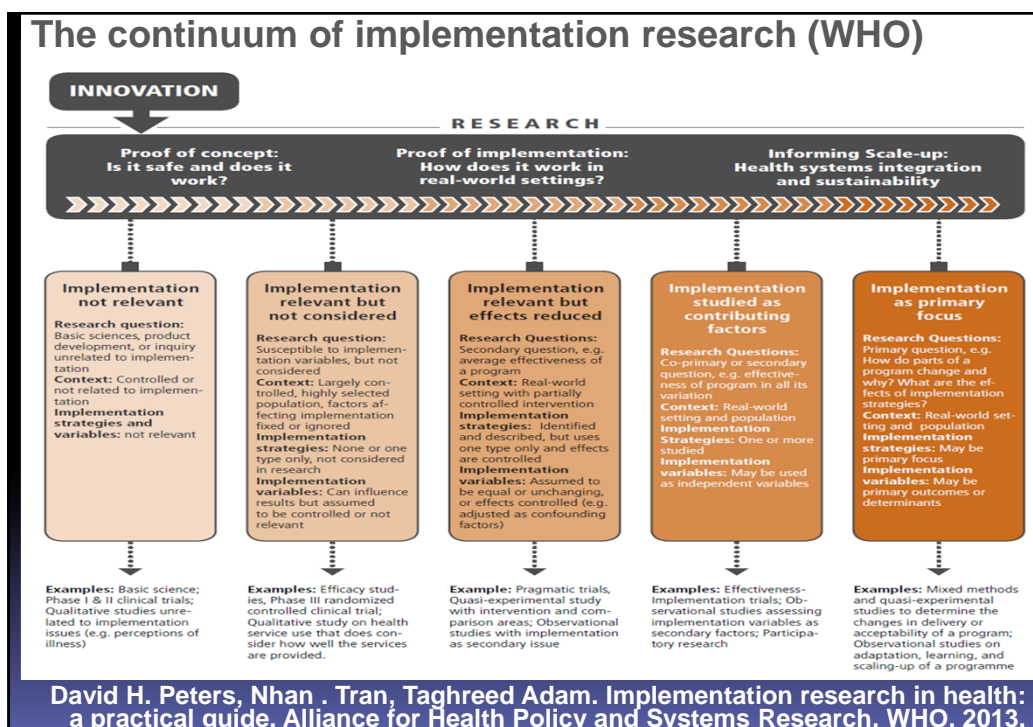 The continuum of implementation research (WHO)
INNOVATION
RESEARCH
Proof of concept:
Is it safe and does it
work?
Proof of implementation:
How does it work in
real-world settings?
Informing Scale-up:
Health systems integration
and sustainability
Implementation
not relevant
Research question:
Basic sciences, product
development, or inquiry
unrelated to implemen-
tation
Context: Controlled or
not related to implemen-
tation
Implementation
strategies and
variables: not relevant
Implementation
relevant but
not considered
Research question:
Susceptible to implemen-
tation variables, but not
considered
Context: Largely con-
trolled, highly selected
population, factors af-
fecting implementation
fixed or ignored
Implementation
strategies: None or one
type only, not considered
in research
Implementation
variables: Can influence
results but assumed
to be controlled or not
relevant
Implementation
relevant but
effects reduced
Research Questions:
Secondary question, e.g.
average effectiveness of
a program
Context: Real-world
setting with partially
controlled intervention
Implementation
strategies: Identified
and described, but uses
one type only and effects
are controlled
Implementation
variables: Assumed to
be equal or unchanging,
or effects controlled (e.g.
adjusted as confounding
factors)
Implementation
studied as
contributing
factors
Research Questions:
Co-primary or secondary
question, e.g. effective-
ness of program in all its
variation
Context: Real-world
setting and population
Implementation
Strategies: One or more
studied
Implementation
variables: May be used
as independent variables
Implementation
as primary
focus
Research Questions:
Primary question, e.g.
How do parts of a
program change and
why? What are the ef-
fects of implementation
strategies?
Context: Real-world set-
ting and population
Implementation
strategies: May be
primary focus
Implementation
variables: May be
primary outcomes or
determinants
Examples: Basic science;
Phase I & II clinical trials;
Qualitative studies unre-
lated to implementation
issues (e.g. perceptions of
illness)
Examples: Efficacy stud-
ies, Phase III randomized
controlled clinical trial;
Qualitative study on health
service use that does con-
sider how well the services
are provided.
Example: Pragmatic trials,
Quasi-experimental study
with intervention and com-
parison areas; Observational
studies with implementation
as secondary issue
Examples: Effectiveness-
Implementation trials; Ob-
servational studies assessing
implementation variables as
secondary factors; Participa-
tory research
Examples: Mixed methods
and quasi-experimental
studies to determine the
changes in delivery or
acceptability of a program;
Observational studies on
adaptation, learning, and
scaling-up of a programme
David H. Peters, Nhan . Tran, Taghreed Adam. Implementation research in health:
a practical guide. Alliance for Health Policy and Systems Research, WHO, 2013.